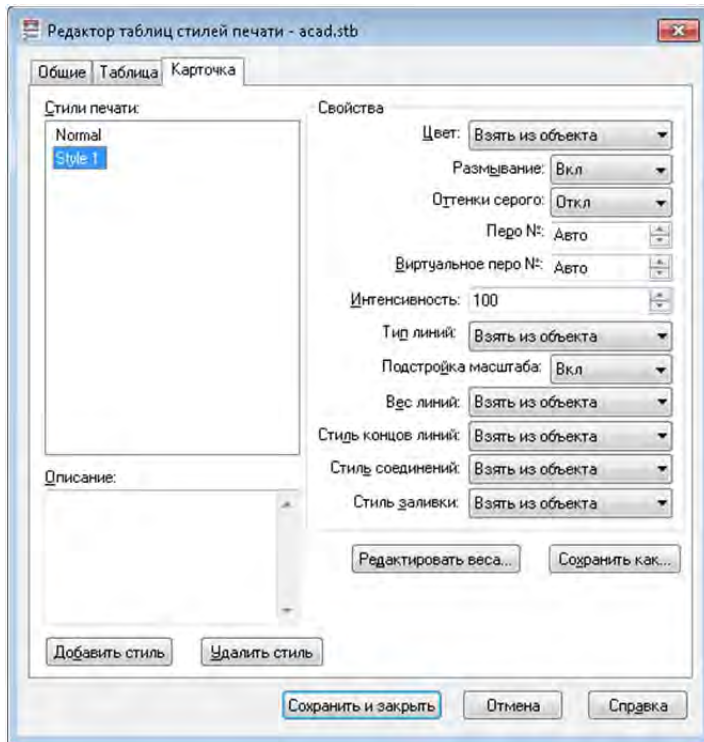 Редактор таблиц стилей печати - acad.stb
Общие Таблица Карточка
Стили печати:
Normal
Style 1
Описание:
Добавить стиль Удалить стиль
Свойства
Цвет: Взять из объекта
Размывание: Вкл
Оттенки серого: Откл
Перо №: Авто
Виртуальное перо №: Авто
Интенсивность: 100
Тип линий: Взять из объекта
Подстройка масштаба: Вкл
Вес линий: Взять из объекта
Стиль концов линий: Взять из объекта
Стиль соединений: Взять из объекта
Стиль заливки: Взять из объекта
Редактировать веса... Сохранить как...
Сохранить и закрыть Отмена Справка